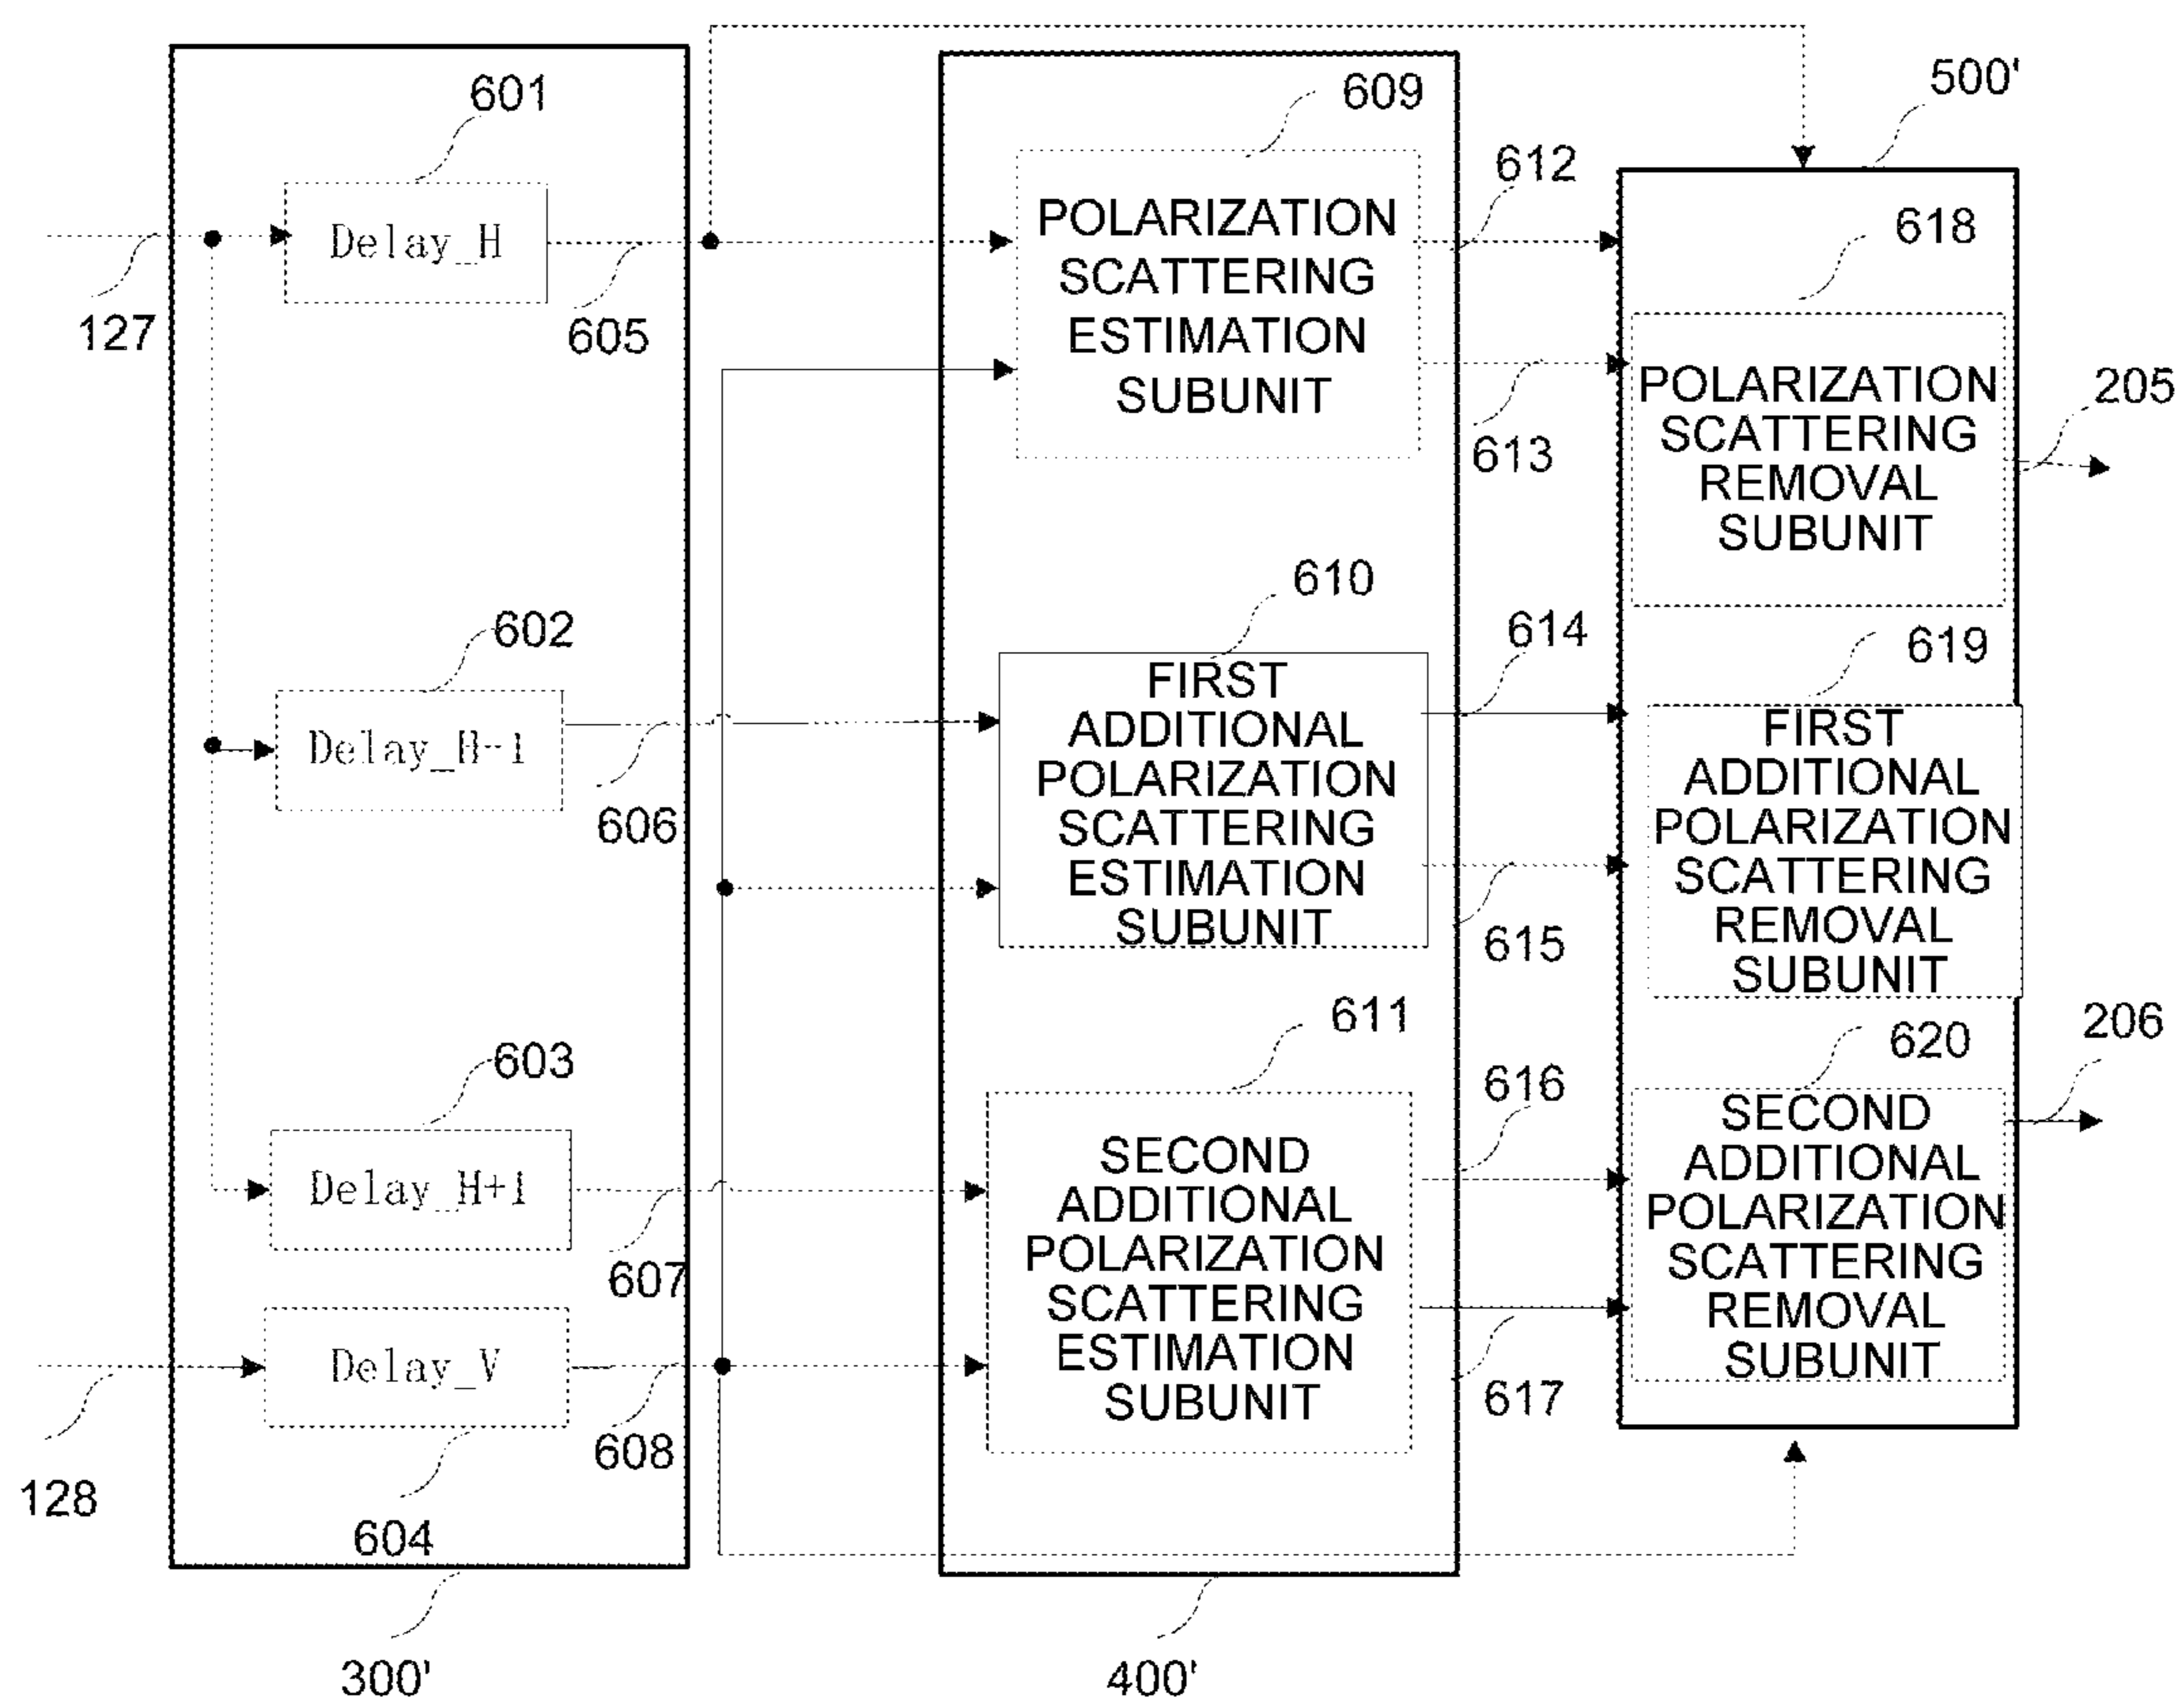 500'
601
609
612
618
Delay_H
POLARIZATION
SCATTERING
ESTIMATION
SUBUNIT
127
605
613
POLARIZATION
SCATTERING
REMOVAL
SUBUNIT
205
610
602
614
619
Delay_H-1
606
FIRST
ADDITIONAL
POLARIZATION
SCATTERING
ESTIMATION
SUBUNIT
FIRST
ADDITIONAL
POLARIZATION
SCATTERING
REMOVAL
SUBUNIT
615
611
603
616
620
206
Delay_H+1
607
SECOND
ADDITIONAL
POLARIZATION
SCATTERING
ESTIMATION
SUBUNIT
SECOND
ADDITIONAL
POLARIZATION
SCATTERING
REMOVAL
SUBUNIT
Delay_V
608
617
128
604
300'
400'